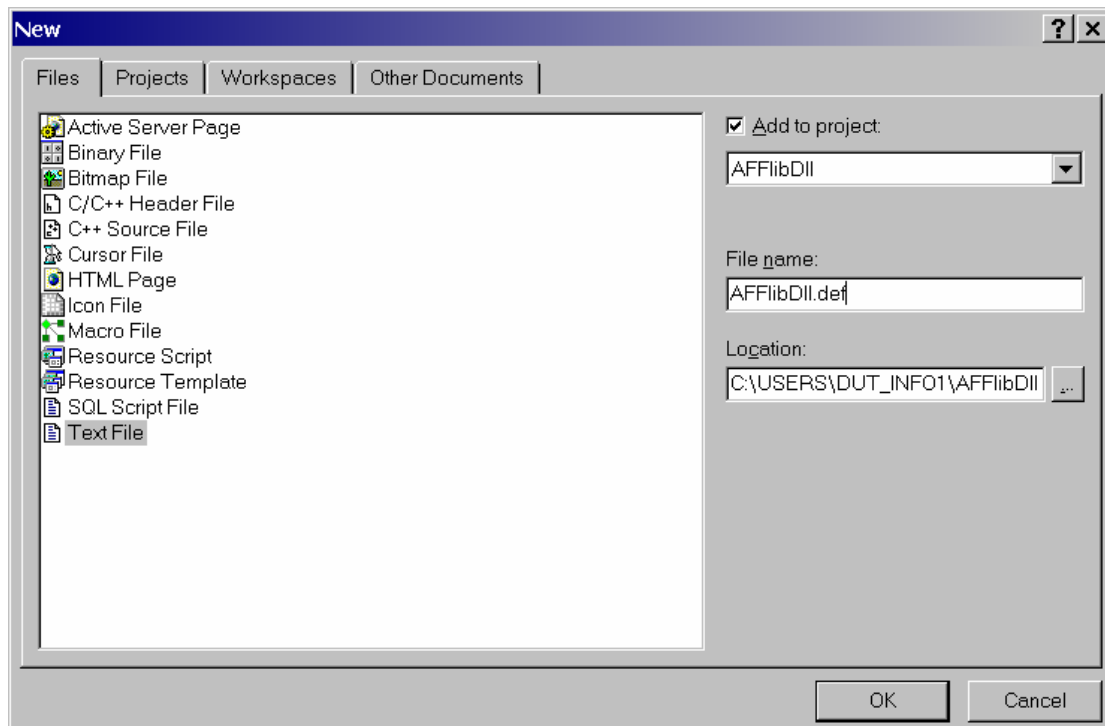 New
Files
Projects
Workspaces
Other Documents
Active Server Page
Binary File
Bitmap File
C/C++ Header File
C++ Source File
Cursor File
HTML Page
Icon File
Macro File
Resource Script
Resource Template
SQL Script File
Text File
Add to project:
AFFlibDll
File name:
AFFlibDll.def
Location:
C:\USERS\DUT_INFO1\AFFlibDll
...
OK
Cancel